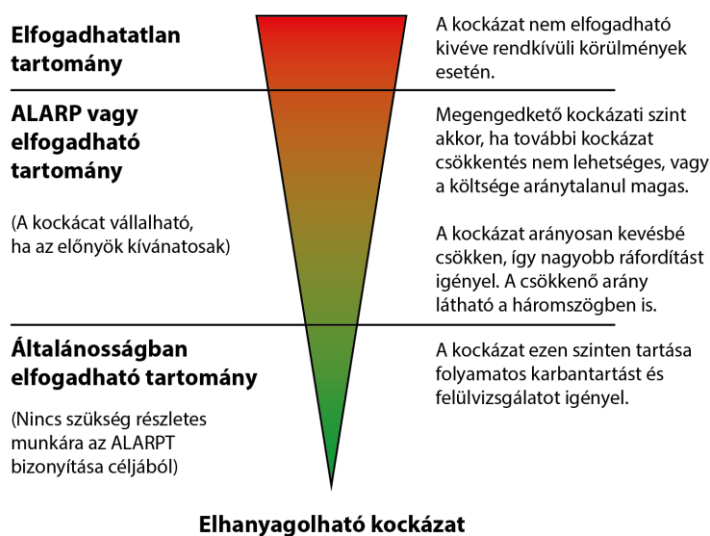 Elfogadhatatlan
tartomány
A kockázat nem elfogadható
kivéve rendkívüli körülmények
esetén.
ALARP vagy
elfogadható
tartomány
(A kockácat vállalható,
ha az előnyök kívánatosak)
Megengedkető kockázati szint
akkor, ha további kockázat
csökkentés nem lehetséges, vagy
a költsége aránytalanul magas.
A kockázat arányosan kevésbé
csökken, így nagyobb ráfordítást
igényel. A csökkenő arány
látható a háromszögben is.
Általánosságban
elfogadható tartomány
(Nincs szükség részletes
munkára az ALARPT
bizonyítása céljából)
A kockázat ezen szinten tartása
folyamatos karbantartást és
felülvizsgálatot igényel.
Elhanyagolható kockázat